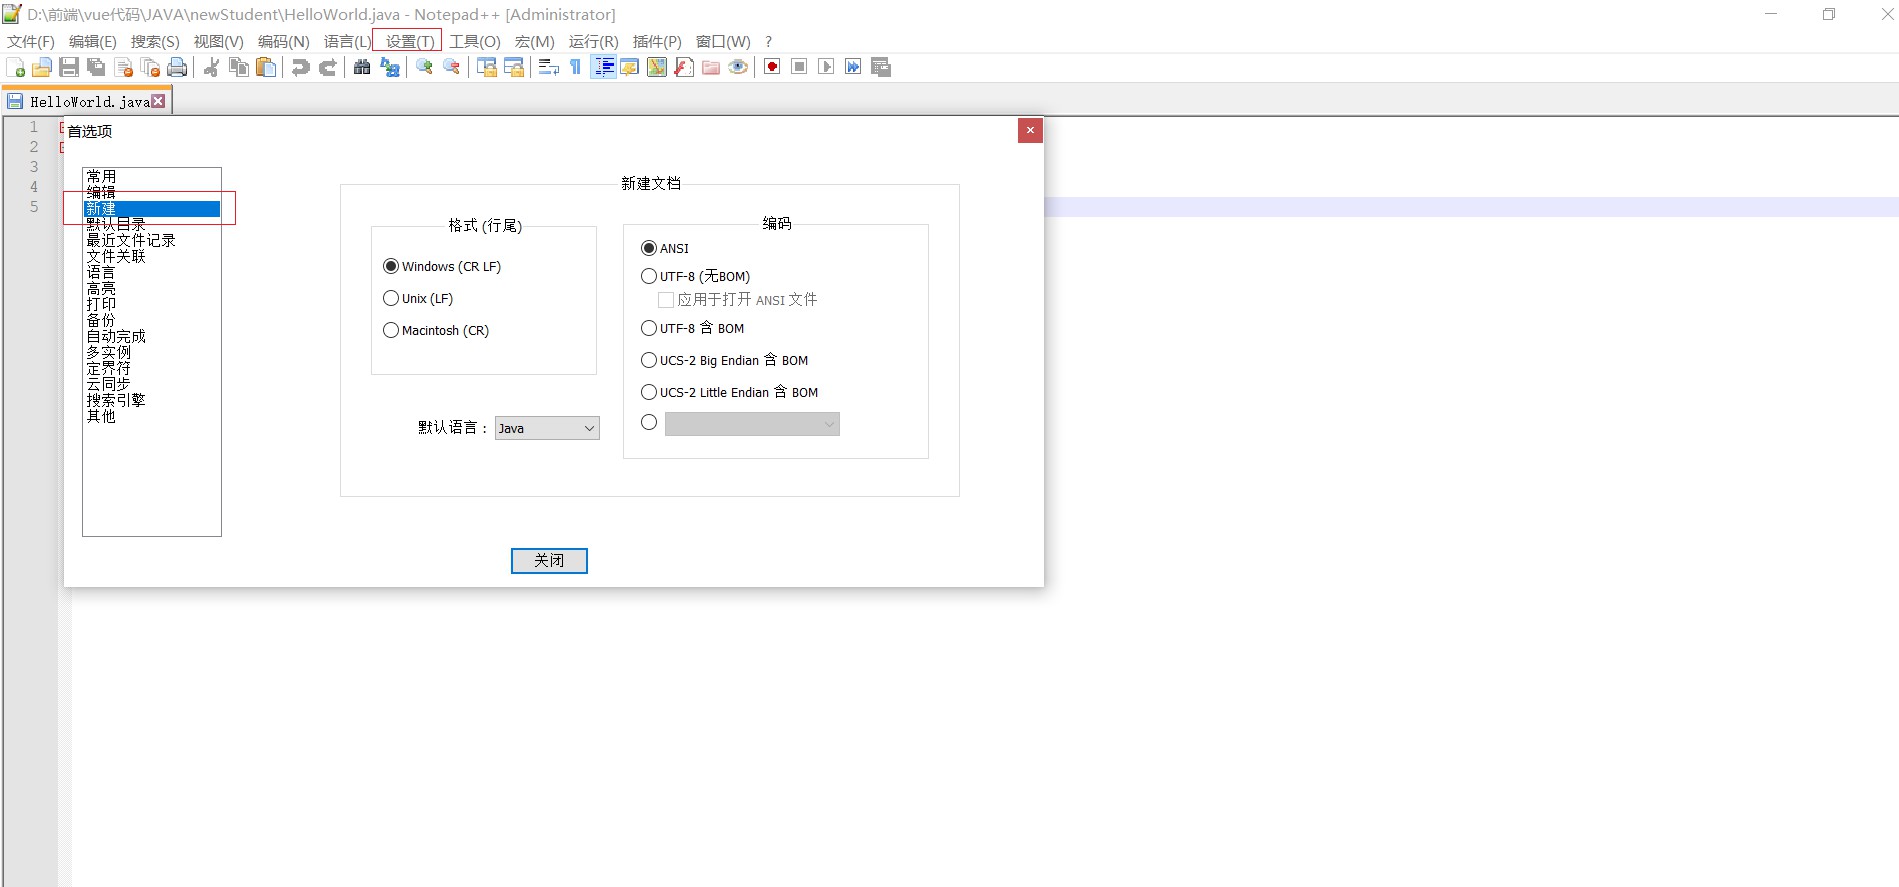 D:\前端\vue代码\JAVA\newStudent\HelloWorld.java - Notepad++ [Administrator]
文件(F) 编辑(E) 搜索(S) 视图(V) 编码(N) 语言(L) 设置(T) 工具(O) 宏(M) 运行(R) 插件(P) 窗口(W) ?
HelloWorld.java
1
2
3
4
5
首选项
常用
编辑
新建
默认目录
最近文件记录
文件关联
语言
高亮
打印
备份
自动完成
多实例
定界符
云同步
搜索引擎
其他
新建文档
格式 (行尾)
Windows (CR LF)
Unix (LF)
Macintosh (CR)
默认语言： Java
编码
ANSI
UTF-8 (无BOM)
应用于打开 ANSI 文件
UTF-8 含 BOM
UCS-2 Big Endian 含 BOM
UCS-2 Little Endian 含 BOM
关闭